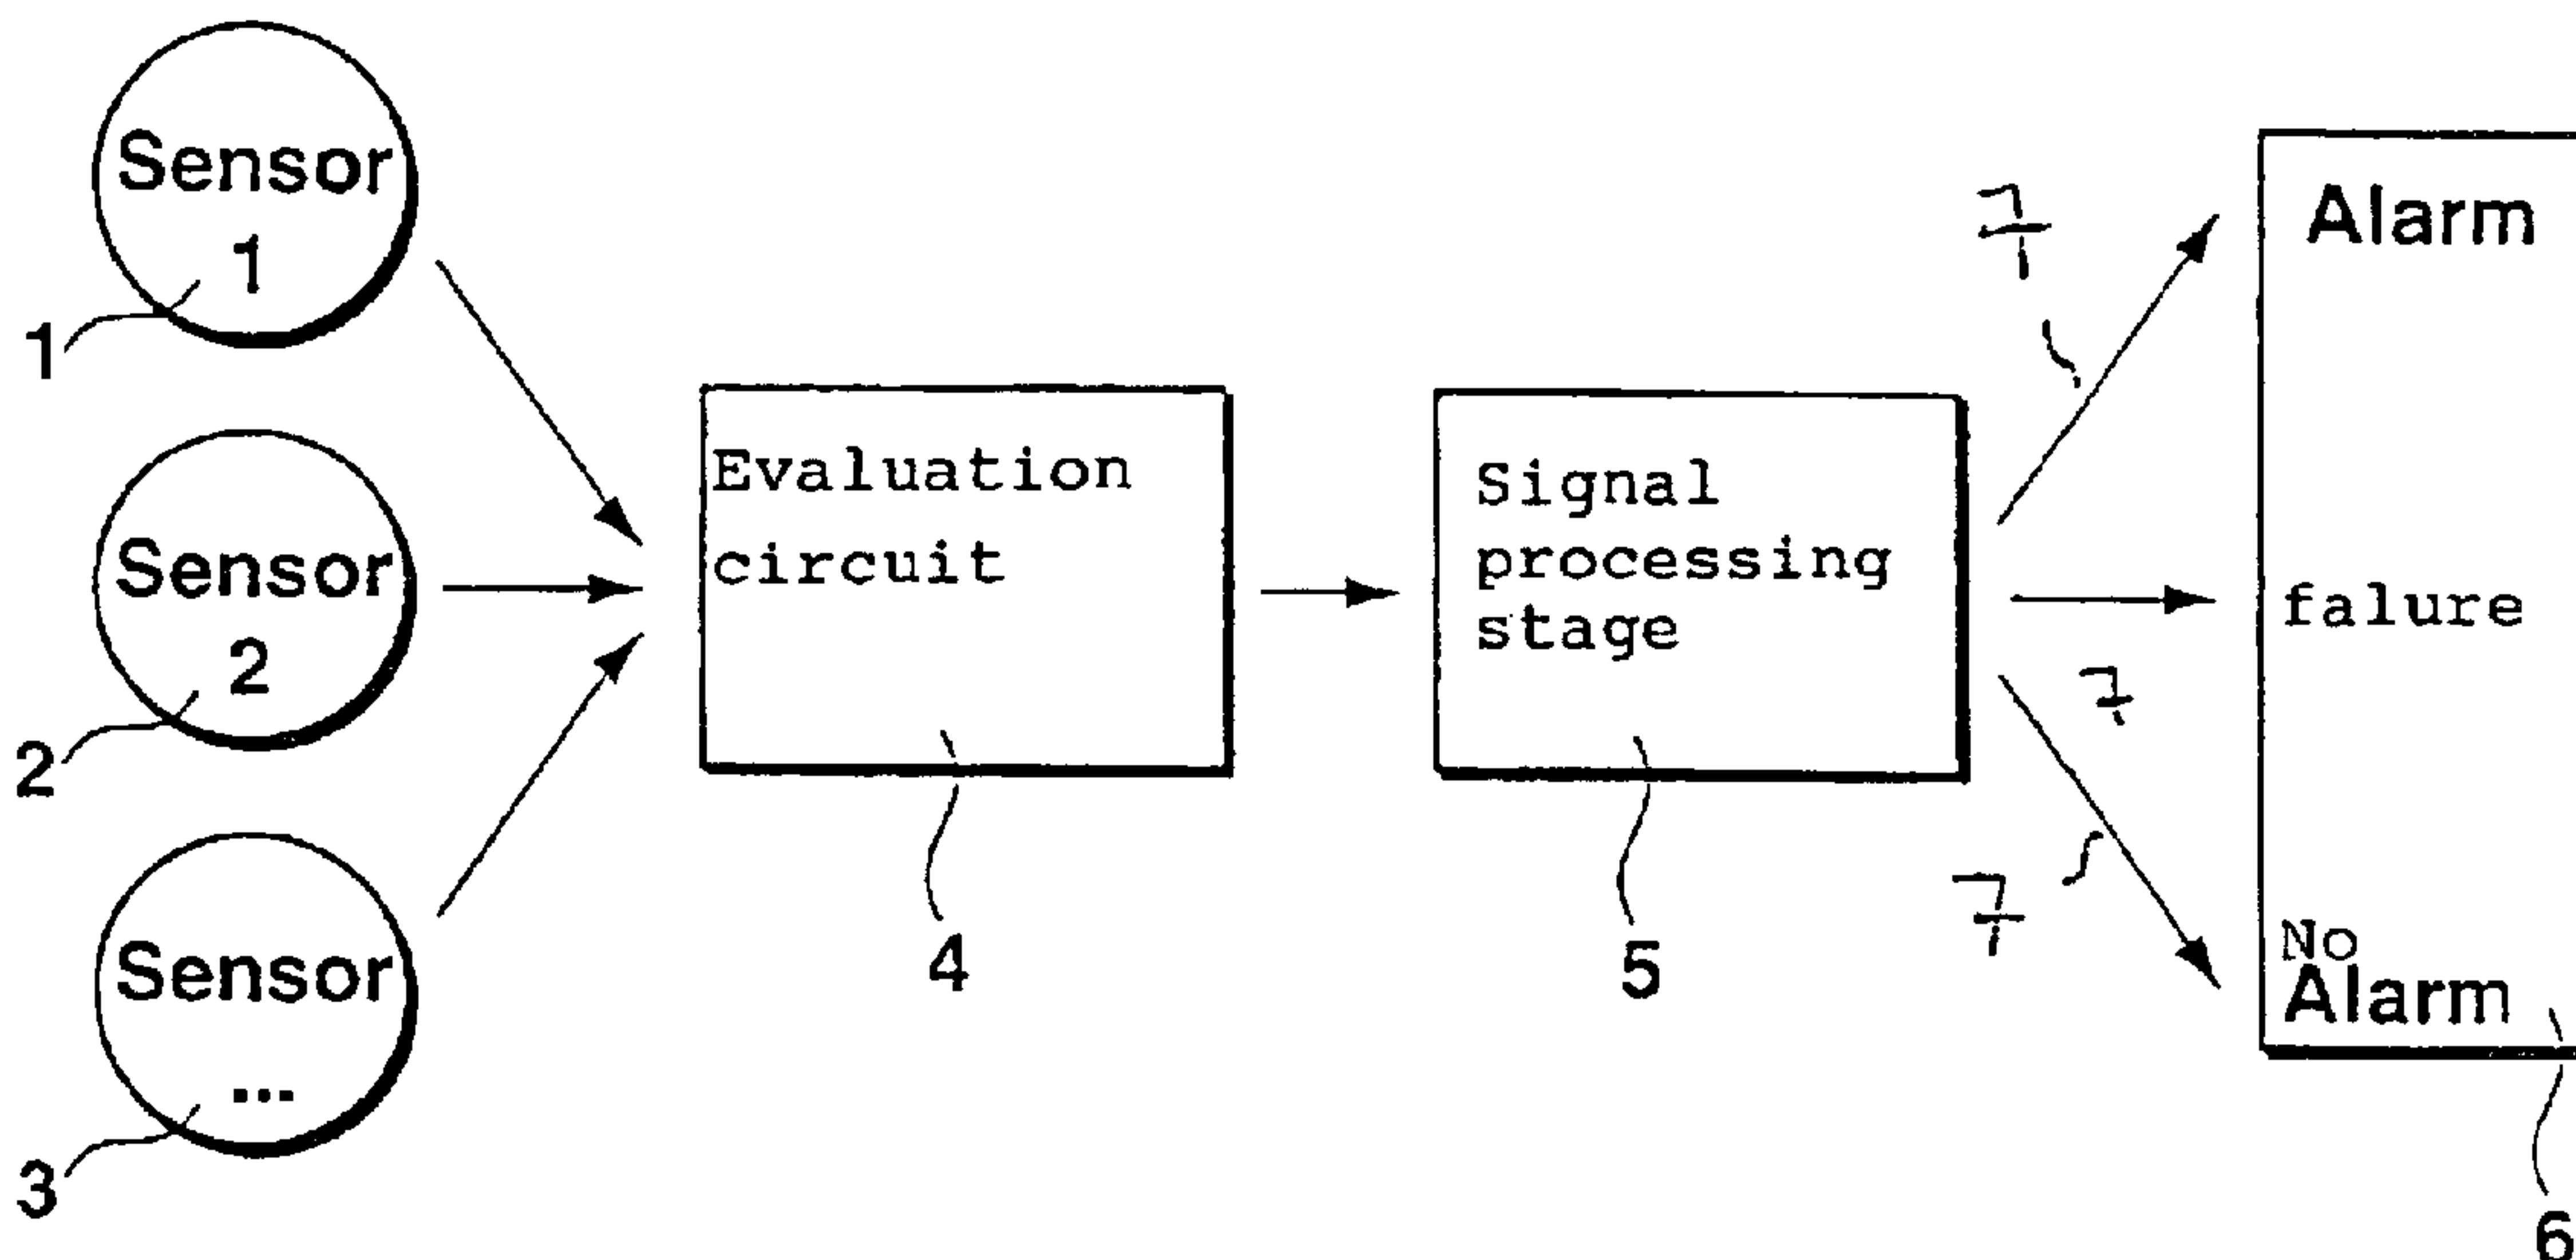 Sensor
1
1
Sensor
2
2
Sensor
...
3
Evaluation
circuit
4
Signal
processing
stage
5
7
7
7
Alarm
falure
No
Alarm
6